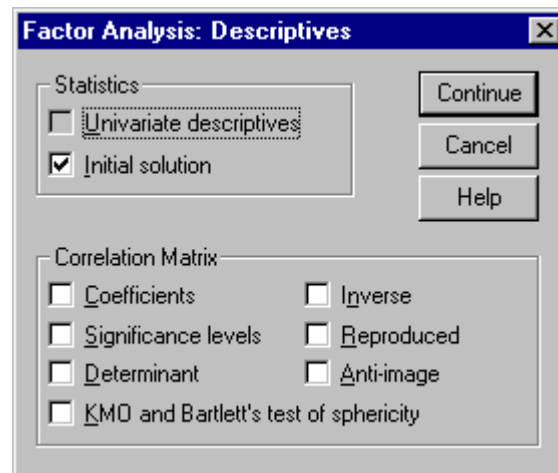 Factor Analysis: Descriptives
Statistics
Univariate descriptives
Initial solution
Continue
Cancel
Help
Correlation Matrix
Coefficients
Inverse
Significance levels
Reproduced
Determinant
Anti-image
KMO and Bartlett's test of sphericity